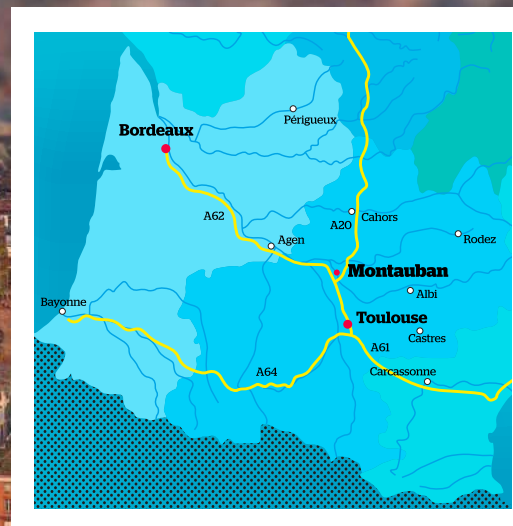 Périgueux
Bordeaux
A62
A20
Cahors
Agen
Rodez
Montauban
Albi
Bayonne
Toulouse
Castres
A61
A64
Carcassonne